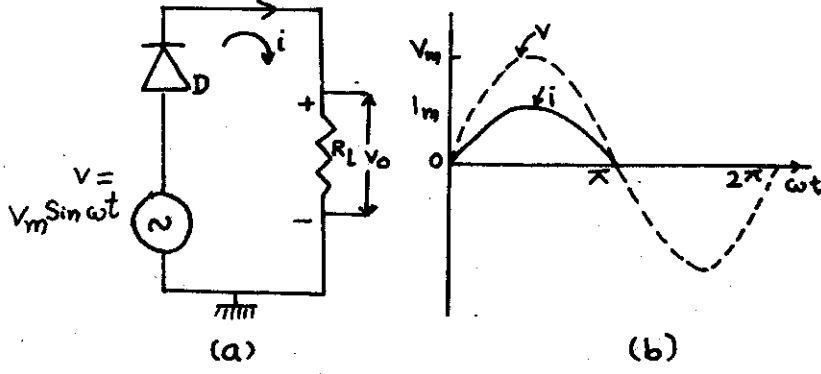 D
i
+
R_L
v_o
-
v =
V_m Sin ωt
~
(a)
V_m
v
I_m
i
0
π
2π
ωt
(b)